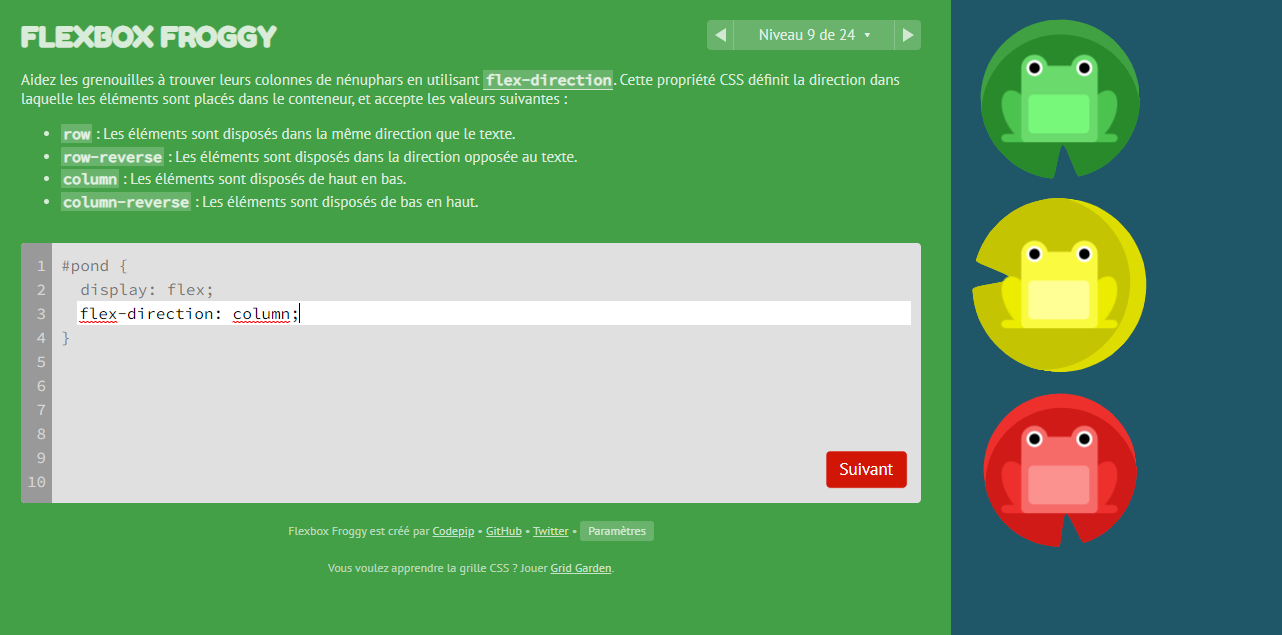 FLEXBOX FROGGY
Niveau 9 de 24
Aidez les grenouilles à trouver leurs colonnes de nénuphars en utilisant flex-direction. Cette propriété CSS définit la direction dans
laquelle les éléments sont placés dans le conteneur, et accepte les valeurs suivantes :
• row : Les éléments sont disposés dans la même direction que le texte.
• row-reverse : Les éléments sont disposés dans la direction opposée au texte.
• column : Les éléments sont disposés de haut en bas.
• column-reverse : Les éléments sont disposés de bas en haut.
1 #pond {
2 display: flex;
3 flex-direction: column;
4 }
5
6
7
8
9
10
Suivant
Flexbox Froggy est créé par Codepip • GitHub • Twitter • Paramètres
Vous voulez apprendre la grille CSS ? Jouer Grid Garden.